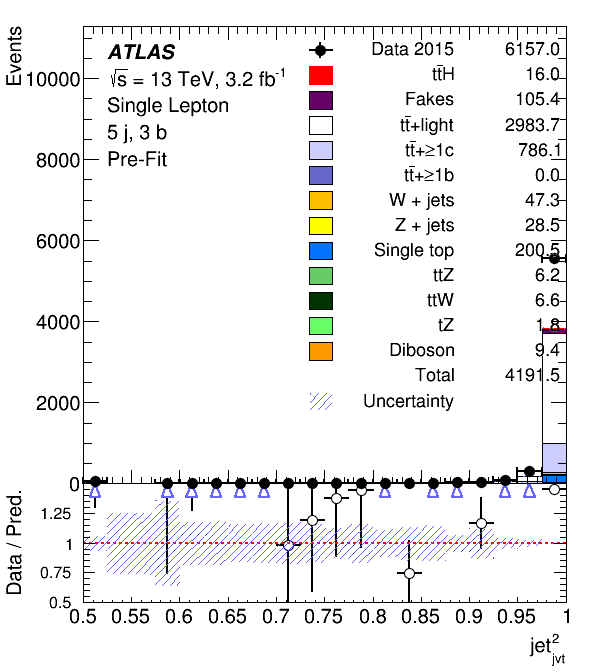 Events
10000
8000
6000
4000
2000
0
ATLAS
√s = 13 TeV, 3.2 fb⁻¹
Single Lepton
5 j, 3 b
Pre-Fit
Data 2015 6157.0
tt̄H 16.0
Fakes 105.4
tt̄+light 2983.7
tt̄+≥1c 786.1
tt̄+≥1b 0.0
W + jets 47.3
Z + jets 28.5
Single top 200.5
ttZ 6.2
ttW 6.6
tZ 1.8
Diboson 9.4
Total 4191.5
Uncertainty
Data / Pred.
1.25
1
0.75
0.5
0.5 0.55 0.6 0.65 0.7 0.75 0.8 0.85 0.9 0.95 1
jet²jvt